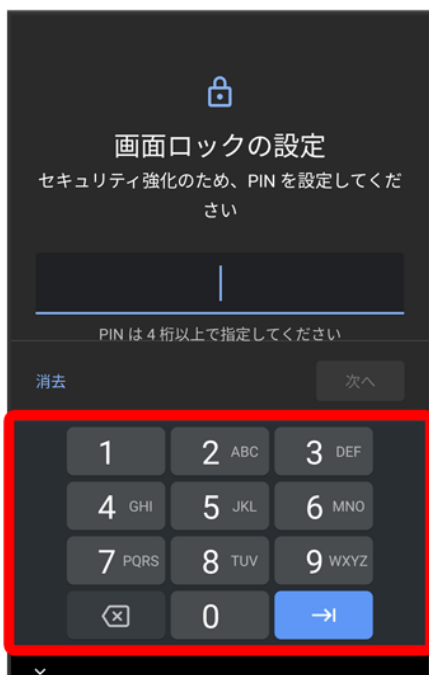 画面ロックの設定
セキュリティ強化のため、PIN を設定してくだ
さい
PIN は 4 桁以上で指定してください
消去 次へ
1 2 ABC 3 DEF
4 GHI 5 JKL 6 MNO
7 PQRS 8 TUV 9 WXYZ
0